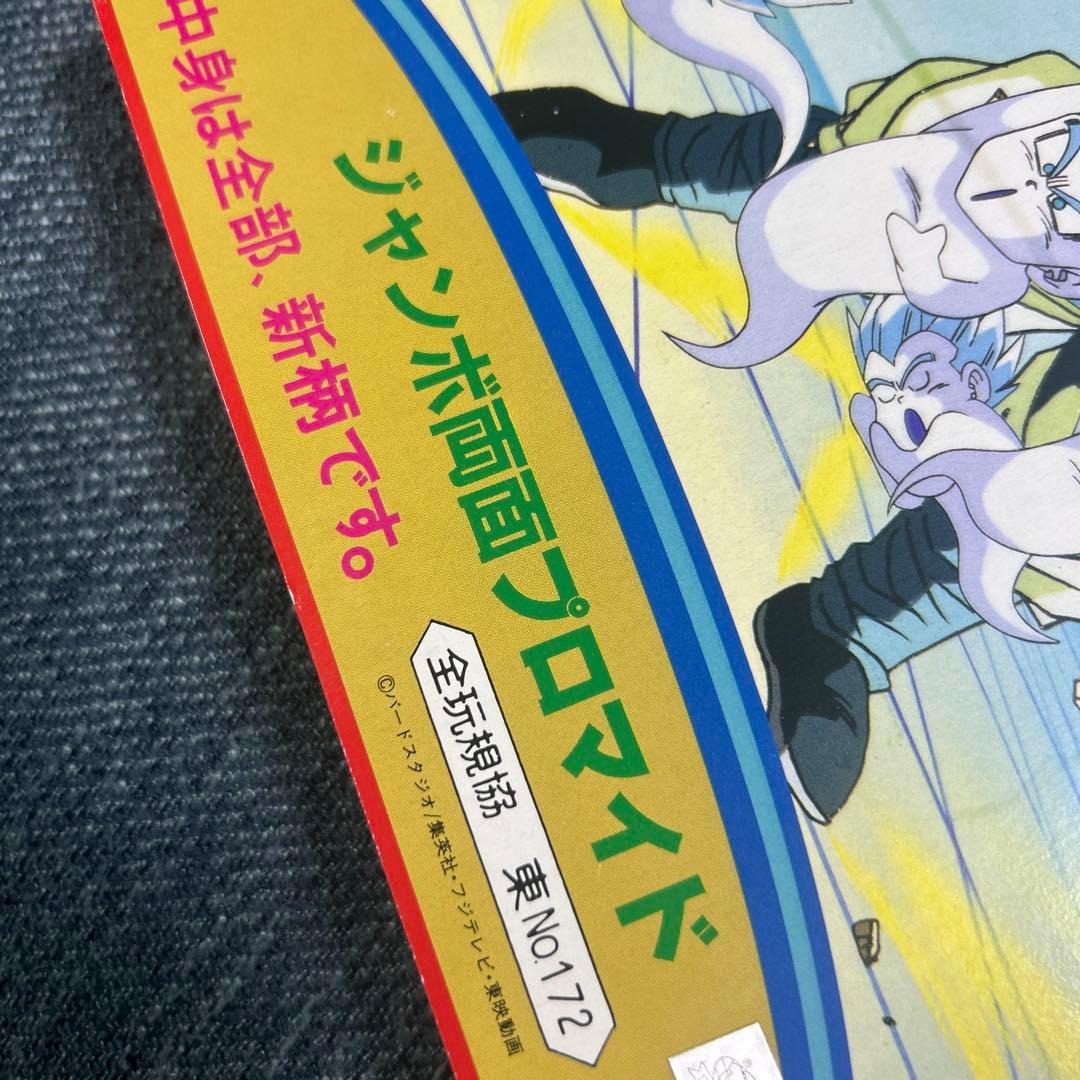 中身は全部、新柄です。
ジャンボ両面プロマイド
全玩規協 東No.172
©バードスタジオ/集英社・フジテレビ・東映動画